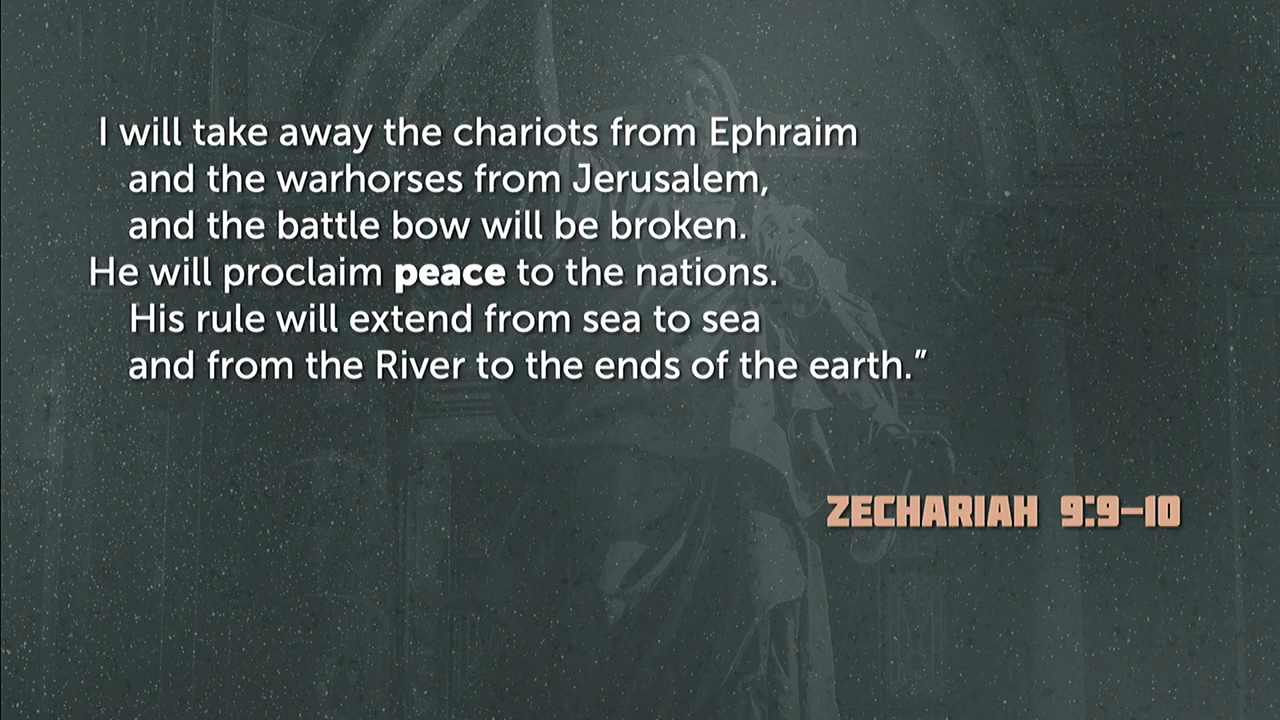 I will take away the chariots from Ephraim
and the warhorses from Jerusalem,
and the battle bow will be broken.
He will proclaim peace to the nations.
His rule will extend from sea to sea
and from the River to the ends of the earth.”
ZECHARIAH 9:9–10